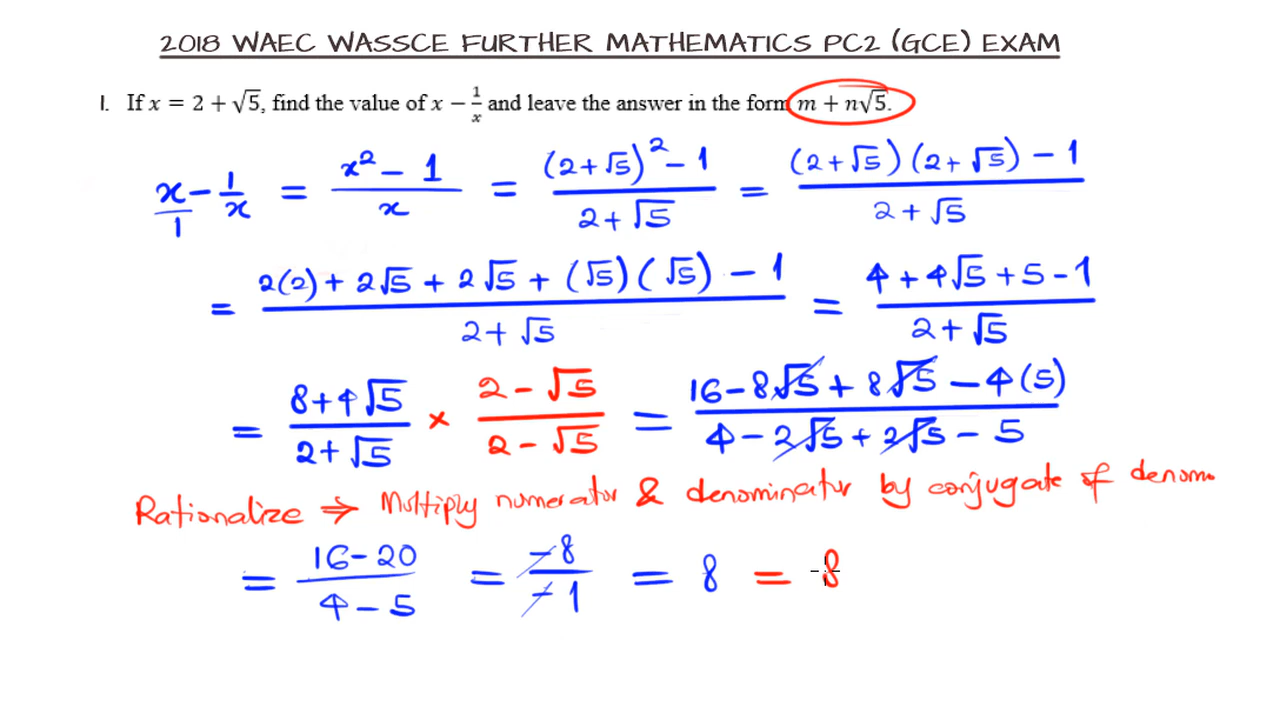 2018 WAEC WASSCE FURTHER MATHEMATICS PC2 (GCE) EXAM
1. If x = 2 + √5, find the value of x − 1/x and leave the answer in the form m + n√5.
x/1 − 1/x = (x² − 1)/x = ((2+√5)² − 1)/(2+√5) = ((2+√5)(2+√5) − 1)/(2+√5)
= (2(2) + 2√5 + 2√5 + (√5)(√5) − 1)/(2+√5) = (4 + 4√5 + 5 − 1)/(2+√5)
= (8+4√5)/(2+√5) × (2−√5)/(2−√5) = (16 − 8√5 + 8√5 − 4(5))/(4 − 2√5 + 2√5 − 5)
Rationalize ⇒ Multiply numerator & denominator by conjugate of denom
= (16−20)/(4−5) = −8/−1 = 8 = 8